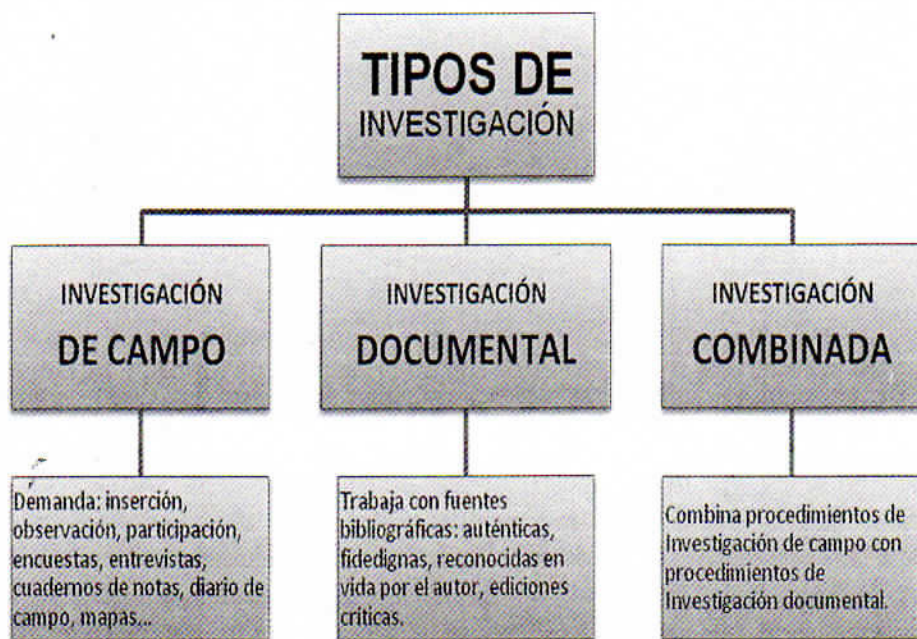 TIPOS DE
INVESTIGACIÓN
INVESTIGACIÓN
DE CAMPO
INVESTIGACIÓN
DOCUMENTAL
INVESTIGACIÓN
COMBINADA
Demanda: inserción,
observación, participación,
encuestas, entrevistas,
cuadernos de notas, diario de
campo, mapas...
Trabaja con fuentes
bibliográficas: auténticas,
fidedignas, reconocidas en
vida por el autor, ediciones
críticas.
Combina procedimientos de
Investigación de campo con
procedimientos de
Investigación documental.